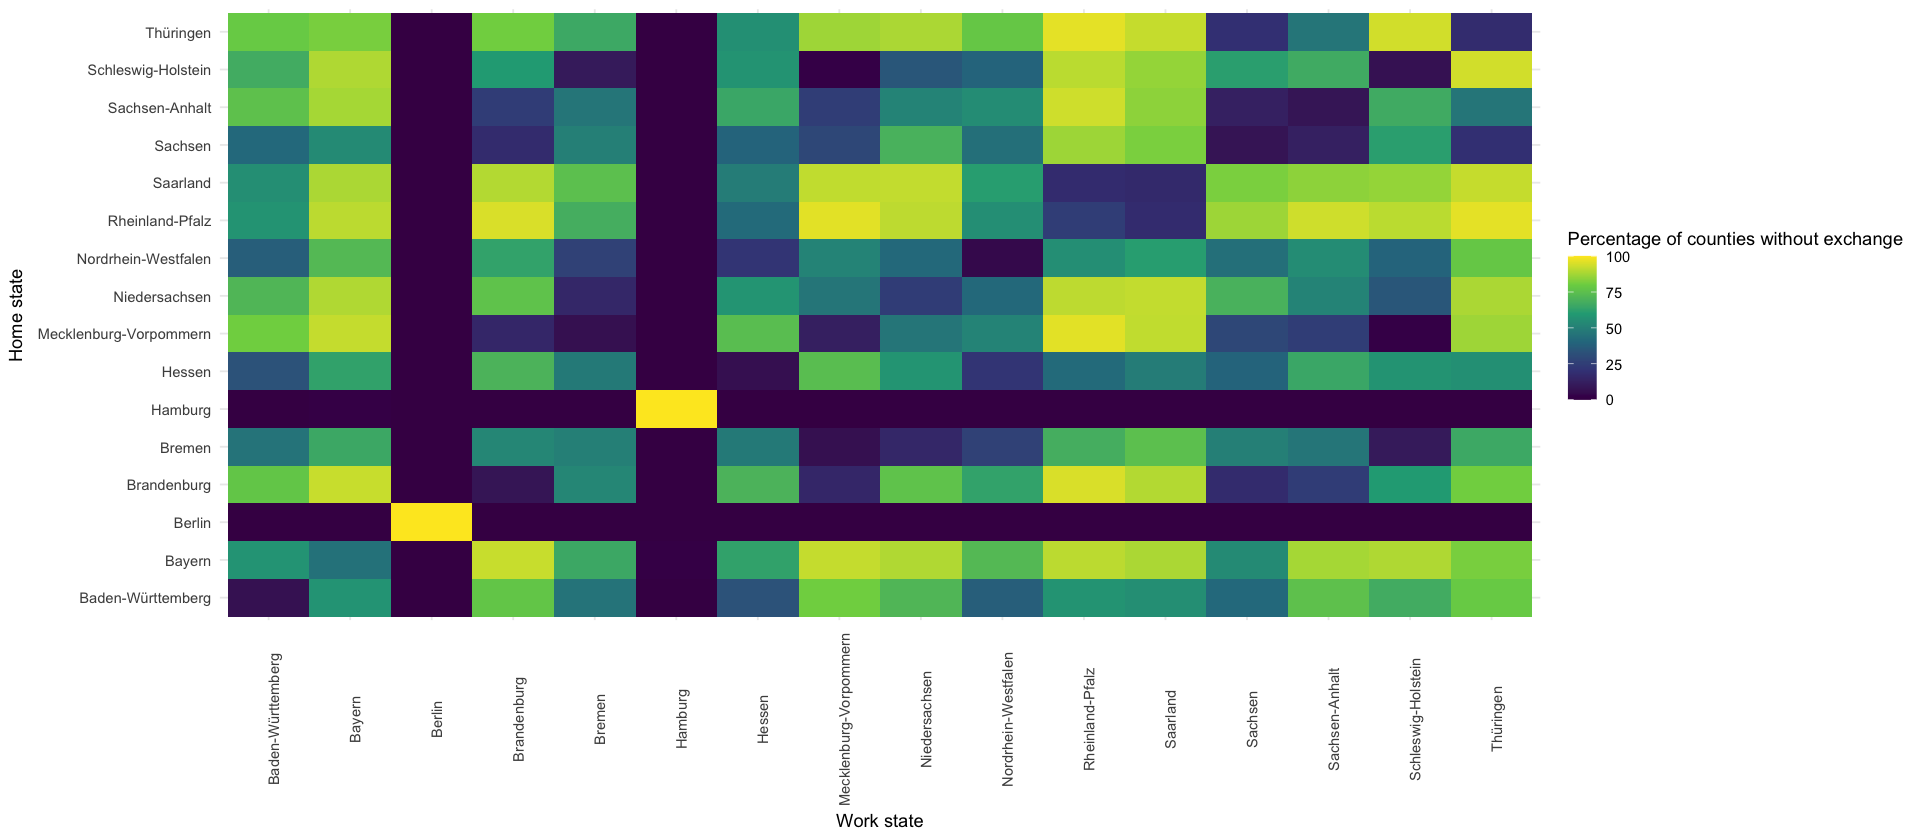 Thüringen
Schleswig-Holstein
Sachsen-Anhalt
Sachsen
Saarland
Rheinland-Pfalz
Nordrhein-Westfalen
Niedersachsen
Mecklenburg-Vorpommern
Hessen
Hamburg
Bremen
Brandenburg
Berlin
Bayern
Baden-Württemberg
Home state
Baden-Württemberg
Bayern
Berlin
Brandenburg
Bremen
Hamburg
Hessen
Mecklenburg-Vorpommern
Niedersachsen
Nordrhein-Westfalen
Rheinland-Pfalz
Saarland
Sachsen
Sachsen-Anhalt
Schleswig-Holstein
Thüringen
Work state
Percentage of counties without exchange
100
75
50
25
0